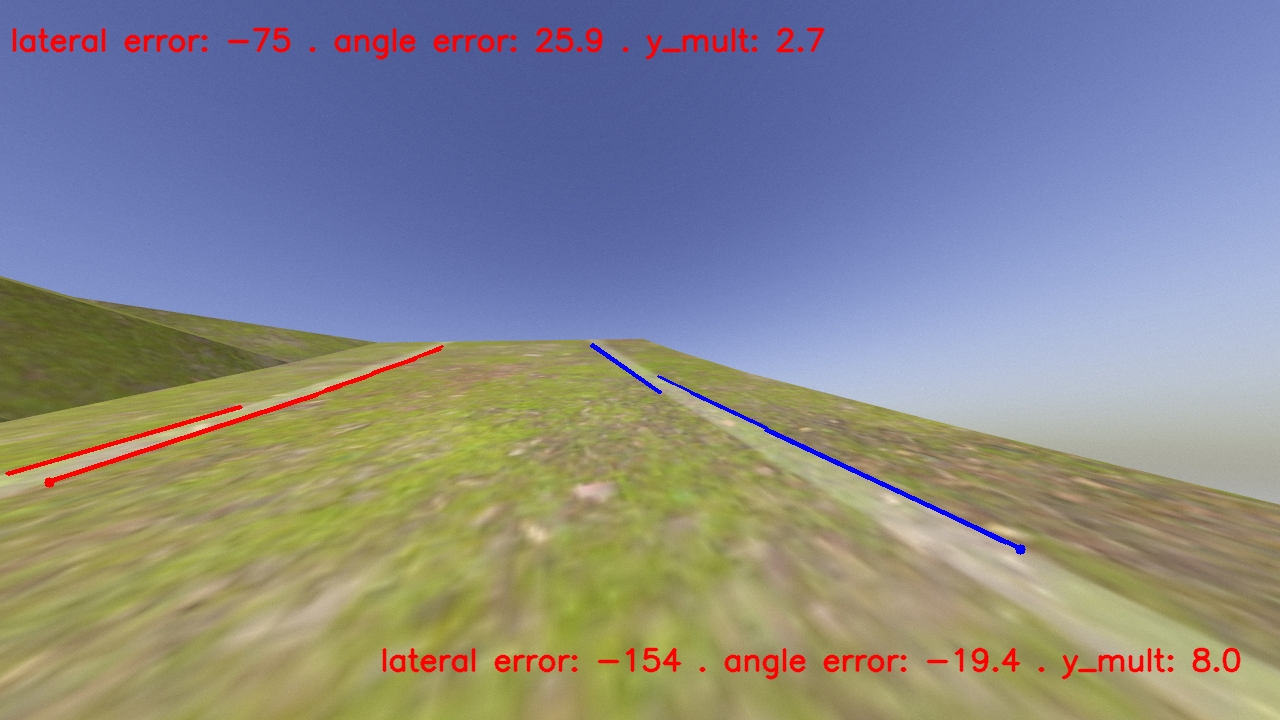 lateral error: -75 . angle error: 25.9 . y_mult: 2.7
lateral error: -154 . angle error: -19.4 . y_mult: 8.0